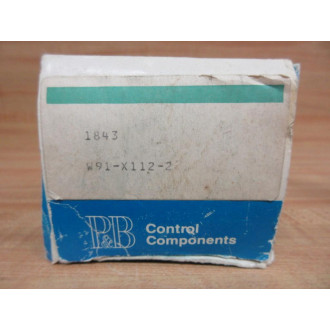 1843
W91-X112-2
P&B Control
Components